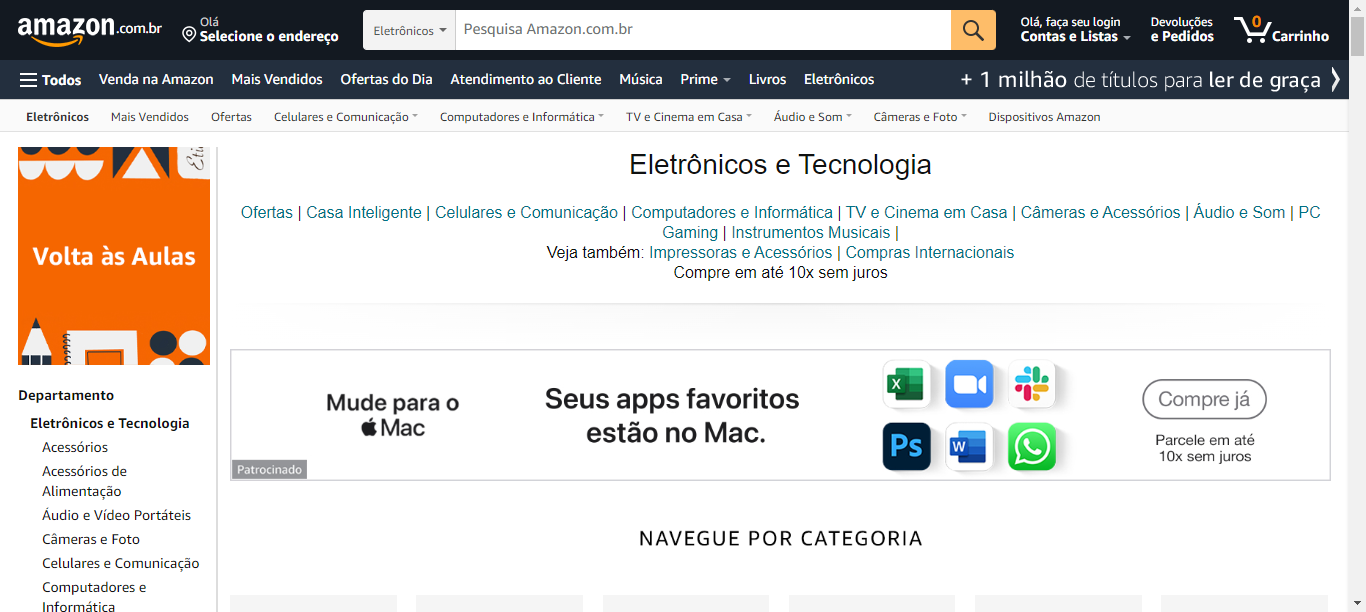 amazon.com.br
Olá
Selecione o endereço
Eletrônicos
Pesquisa Amazon.com.br
Olá, faça seu login
Contas e Listas
Devoluções
e Pedidos
0
Carrinho
Todos
Venda na Amazon
Mais Vendidos
Ofertas do Dia
Atendimento ao Cliente
Música
Prime
Livros
Eletrônicos
+ 1 milhão de títulos para ler de graça
Eletrônicos
Mais Vendidos
Ofertas
Celulares e Comunicação
Computadores e Informática
TV e Cinema em Casa
Áudio e Som
Câmeras e Foto
Dispositivos Amazon
Volta às Aulas
Departamento
Eletrônicos e Tecnologia
Acessórios
Acessórios de
Alimentação
Áudio e Vídeo Portáteis
Câmeras e Foto
Celulares e Comunicação
Computadores e
Informática
Eletrônicos e Tecnologia
Ofertas | Casa Inteligente | Celulares e Comunicação | Computadores e Informática | TV e Cinema em Casa | Câmeras e Acessórios | Áudio e Som | PC
Gaming | Instrumentos Musicais |
Veja também: Impressoras e Acessórios | Compras Internacionais
Compre em até 10x sem juros
Mude para o
Mac
Patrocinado
Seus apps favoritos
estão no Mac.
X
Ps
W
Compre já
Parcele em até
10x sem juros
NAVEGUE POR CATEGORIA